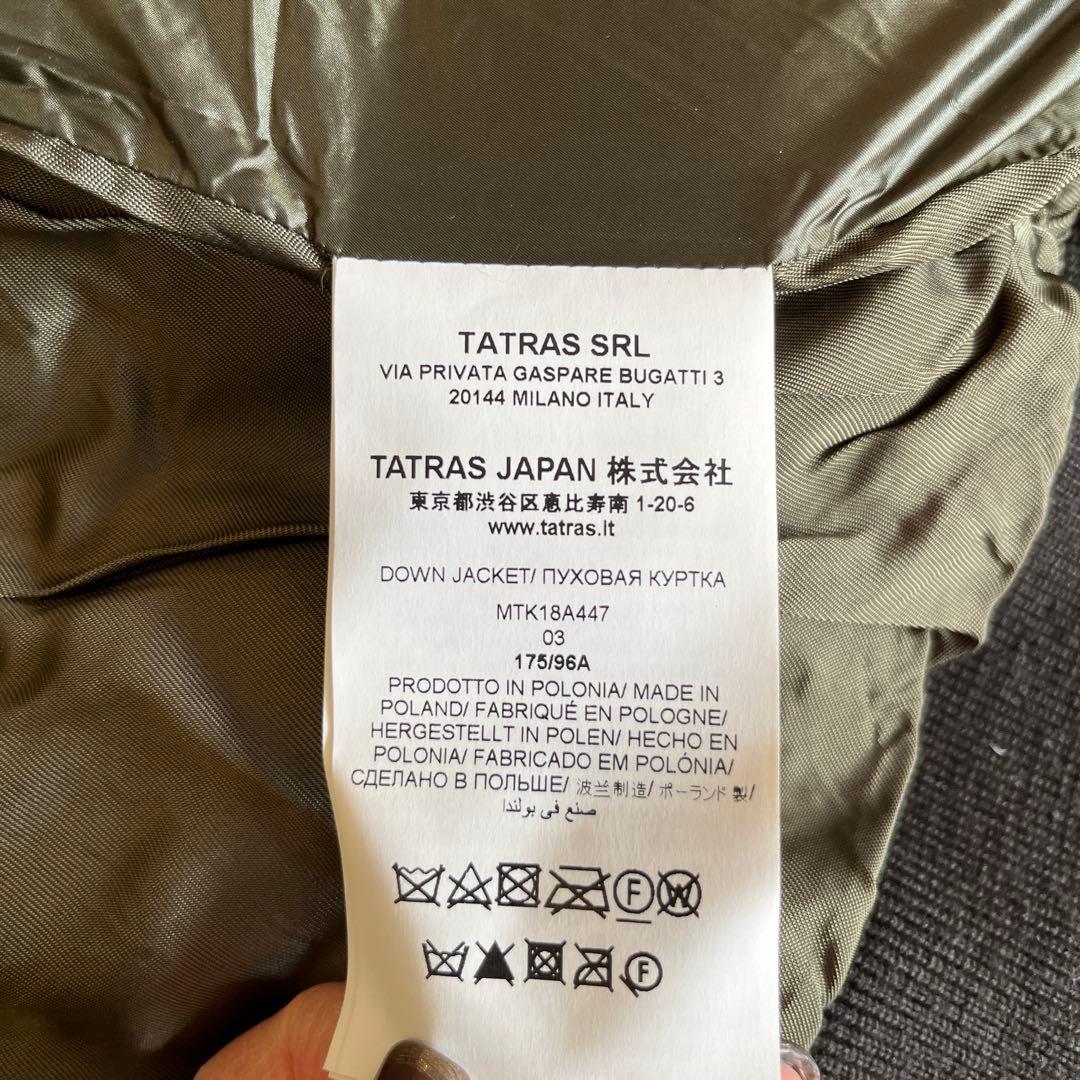 TATRAS SRL
VIA PRIVATA GASPARE BUGATTI 3
20144 MILANO ITALY
TATRAS JAPAN 株式会社
東京都渋谷区恵比寿南 1-20-6
www.tatras.lt
DOWN JACKET/ ПУХОВАЯ КУРТКА
MTK18A447
03
175/96A
PRODOTTO IN POLONIA/ MADE IN
POLAND/ FABRIQUÉ EN POLOGNE/
HERGESTELLT IN POLEN/ HECHO EN
POLONIA/ FABRICADO EM POLÓNIA/
СДЕЛАНО В ПОЛЬШЕ/ 波兰制造/ ポーランド製/
صنع في بولندا
F W
F